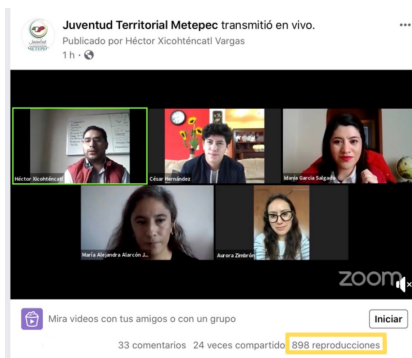 Juventud Territorial Metepec transmitió en vivo.
Publicado por Héctor Xicohténcatl Vargas
1 h ·
Héctor Xicohténcatl
César Hernández
María García Salgado
María Alejandra Alarcón J...
Aurora Zimbrón
zoom
Mira videos con tus amigos o con un grupo
Iniciar
33 comentarios 24 veces compartido 898 reproducciones